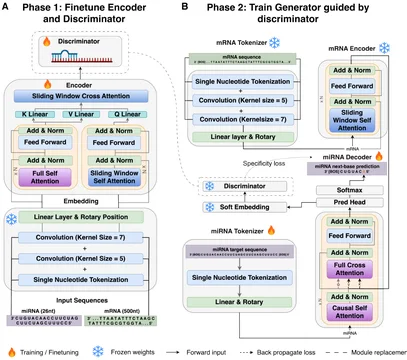 A Phase 1: Finetune Encoder
and Discriminator
Discriminator
Encoder
Sliding Window Cross Attention
K Linear
V Linear
Q Linear
Add & Norm
Feed Forward
Add & Norm
Full Self
Attention
Add & Norm
Feed Forward
Add & Norm
Sliding Window
Self Attention
Embedding
Linear Layer & Rotary Position
Convolution (Kernel Size = 7)
+
Convolution (Kernel Size = 5)
+
Single Nucleotide Tokenization
Input Sequences
miRNA (26nt)
mRNA (500nt)
B Phase 2: Train Generator guided by
discriminator
mRNA Tokenizer
mRNA sequence
Single Nucleotide Tokenization
+
Convolution (Kernel size = 5)
+
Convolution (Kernelsize = 7)
Linear layer & Rotary
mRNA
mRNA Encoder
Add & Norm
Feed Forward
Add & Norm
Sliding
Window Self
Attention
Specificity loss
Discriminator
Soft Embedding
miRNA Decoder
miRNA next-base prediction
Softmax
Pred Head
Add & Norm
Feed Forward
Add & Norm
Full Cross
Attention
Add & Norm
Causal Self
Attention
miRNA
miRNA Tokenizer
miRNA target sequence
Single Nucleotide Tokenization
Linear & Rotary
Training / Finetuning
Frozen weights
Forward input
Back propagate loss
Module replacemer